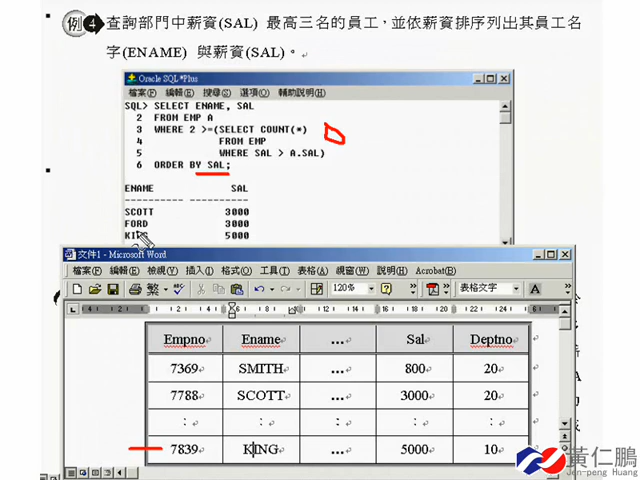 例 4 查詢部門中薪資(SAL) 最高三名的員工，並依薪資排序列出其員工名
字(ENAME) 與薪資(SAL)。
Oracle SQL*Plus
檔案(F) 編輯(E) 搜尋(S) 選項(O) 輔助說明(H)
SQL> SELECT ENAME, SAL
2 FROM EMP A
3 WHERE 2 >=(SELECT COUNT(*)
4 FROM EMP
5 WHERE SAL > A.SAL)
6 ORDER BY SAL;
ENAME SAL
---------- ----------
SCOTT 3000
FORD 3000
KING 5000
文件1 - Microsoft Word
檔案(F) 編輯(E) 檢視(V) 插入(I) 格式(O) 工具(T) 表格(A) 視窗(W) 說明(H) Acrobat(B)
120% 表格文字 A
Empno Ename ... Sal Deptno
7369 SMITH ... 800 20
7788 SCOTT ... 3000 20
: : : : :
7839 KING ... 5000 10
黃仁鵬
Jen-peng Huang